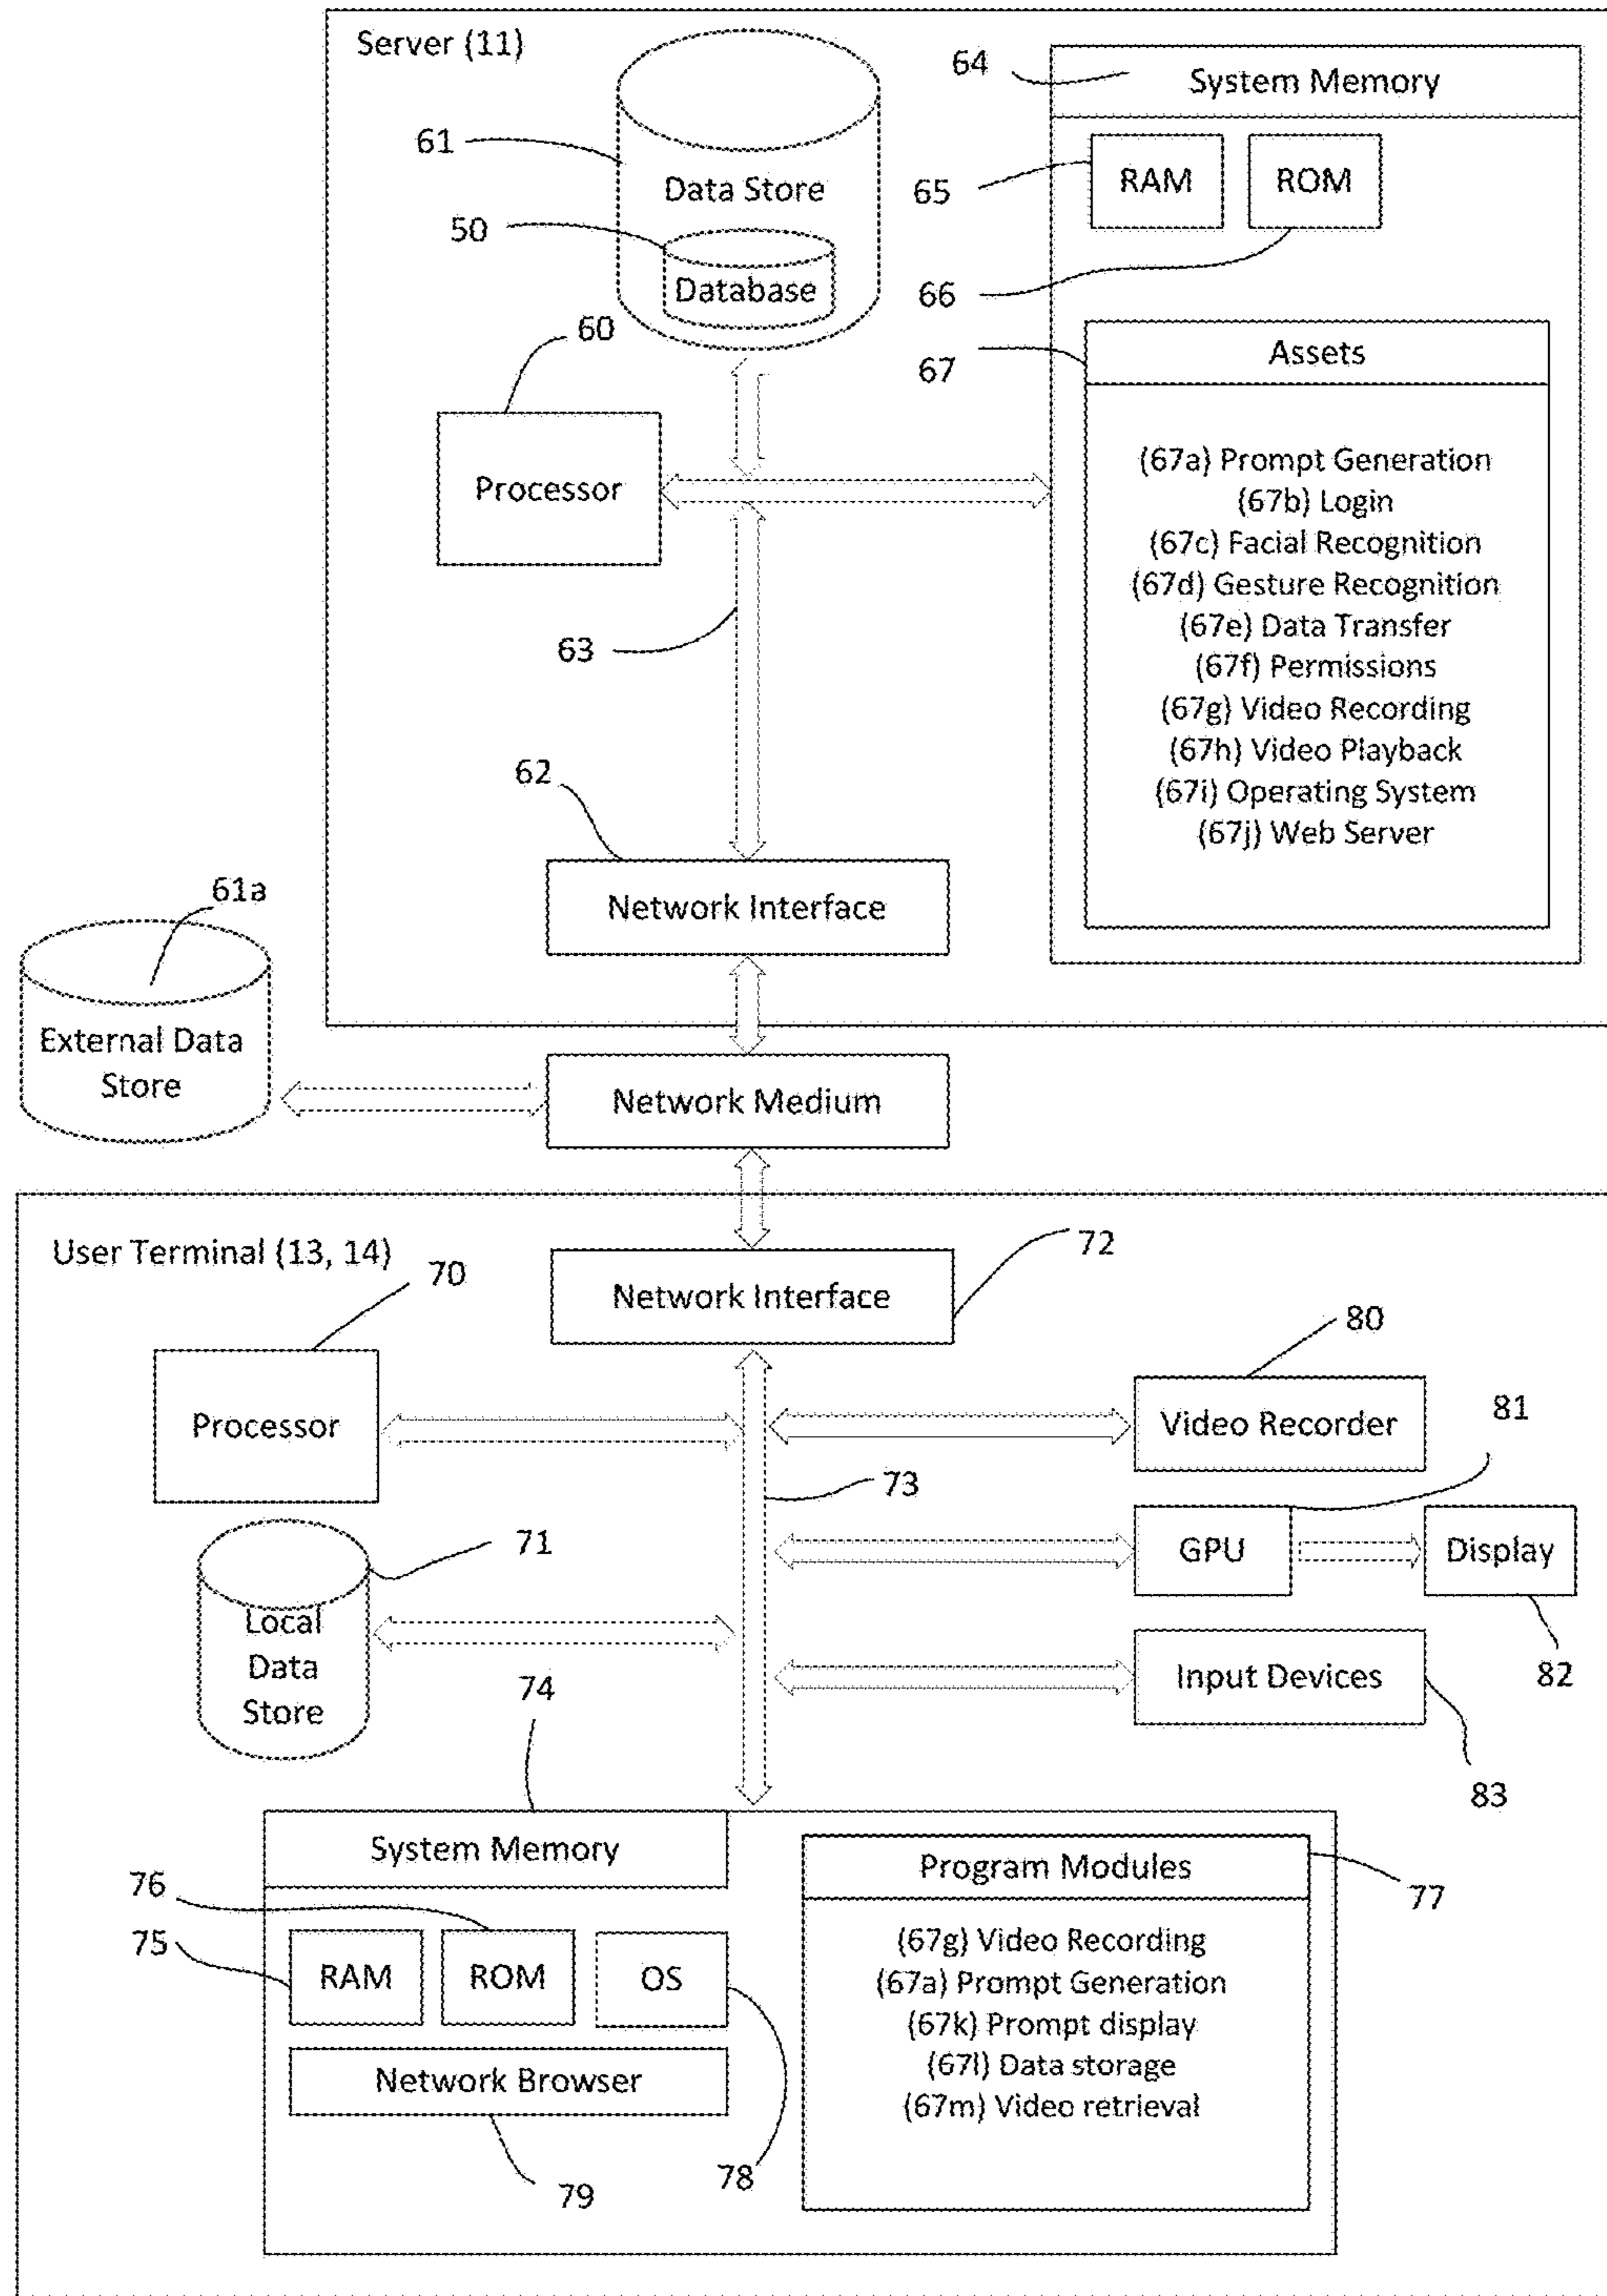 Server (11)
64
System Memory
61
Data Store
65
RAM
ROM
50
Database
66
60
67
Assets
Processor
(67a) Prompt Generation
(67b) Login
(67c) Facial Recognition
(67d) Gesture Recognition
(67e) Data Transfer
(67f) Permissions
(67g) Video Recording
(67h) Video Playback
(67i) Operating System
(67j) Web Server
63
62
Network Interface
61a
External Data
Store
Network Medium
User Terminal (13, 14)
70
72
Network Interface
80
Processor
Video Recorder
81
73
71
GPU
Display
Local
Data
Store
74
Input Devices
82
83
System Memory
Program Modules
76
77
75
RAM
ROM
OS
(67g) Video Recording
(67a) Prompt Generation
(67k) Prompt display
(67l) Data storage
(67m) Video retrieval
Network Browser
79
78